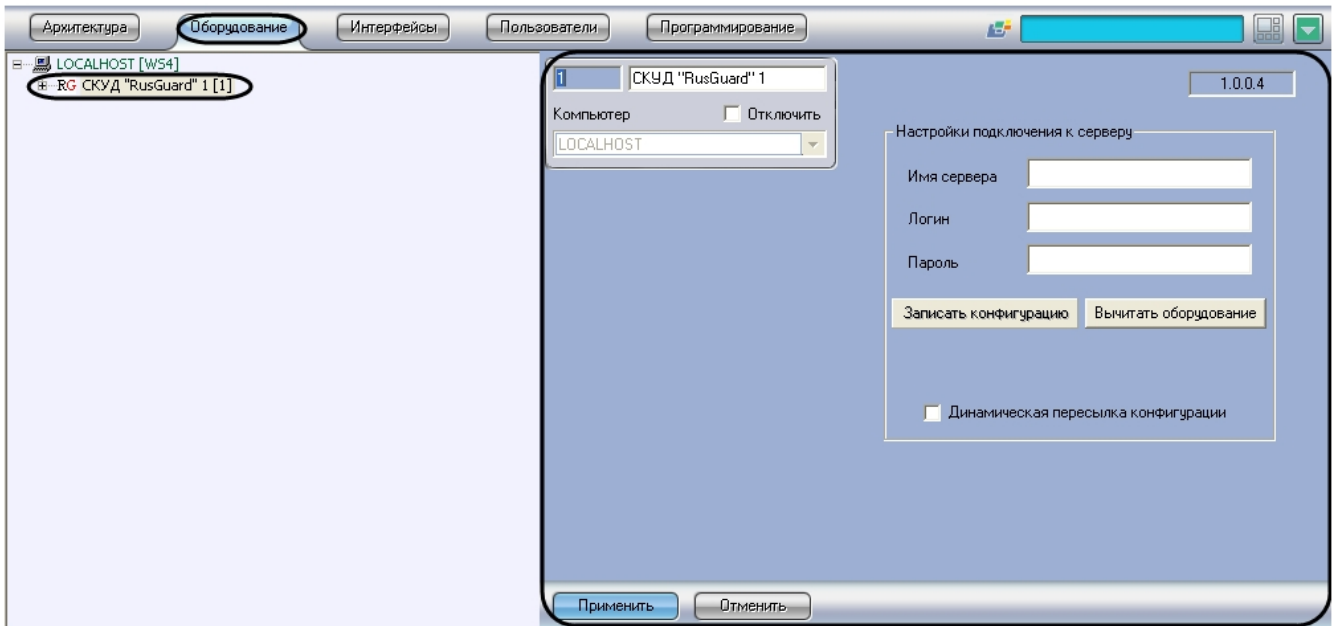 Архитектура Оборудование Интерфейсы Пользователи Программирование
LOCALHOST [WS4]
RG СКУД "RusGuard" 1 [1]
1 СКУД "RusGuard" 1
Компьютер Отключить
LOCALHOST
1.0.0.4
Настройки подключения к серверу
Имя сервера
Логин
Пароль
Записать конфигурацию Вычитать оборудование
Динамическая пересылка конфигурации
Применить Отменить